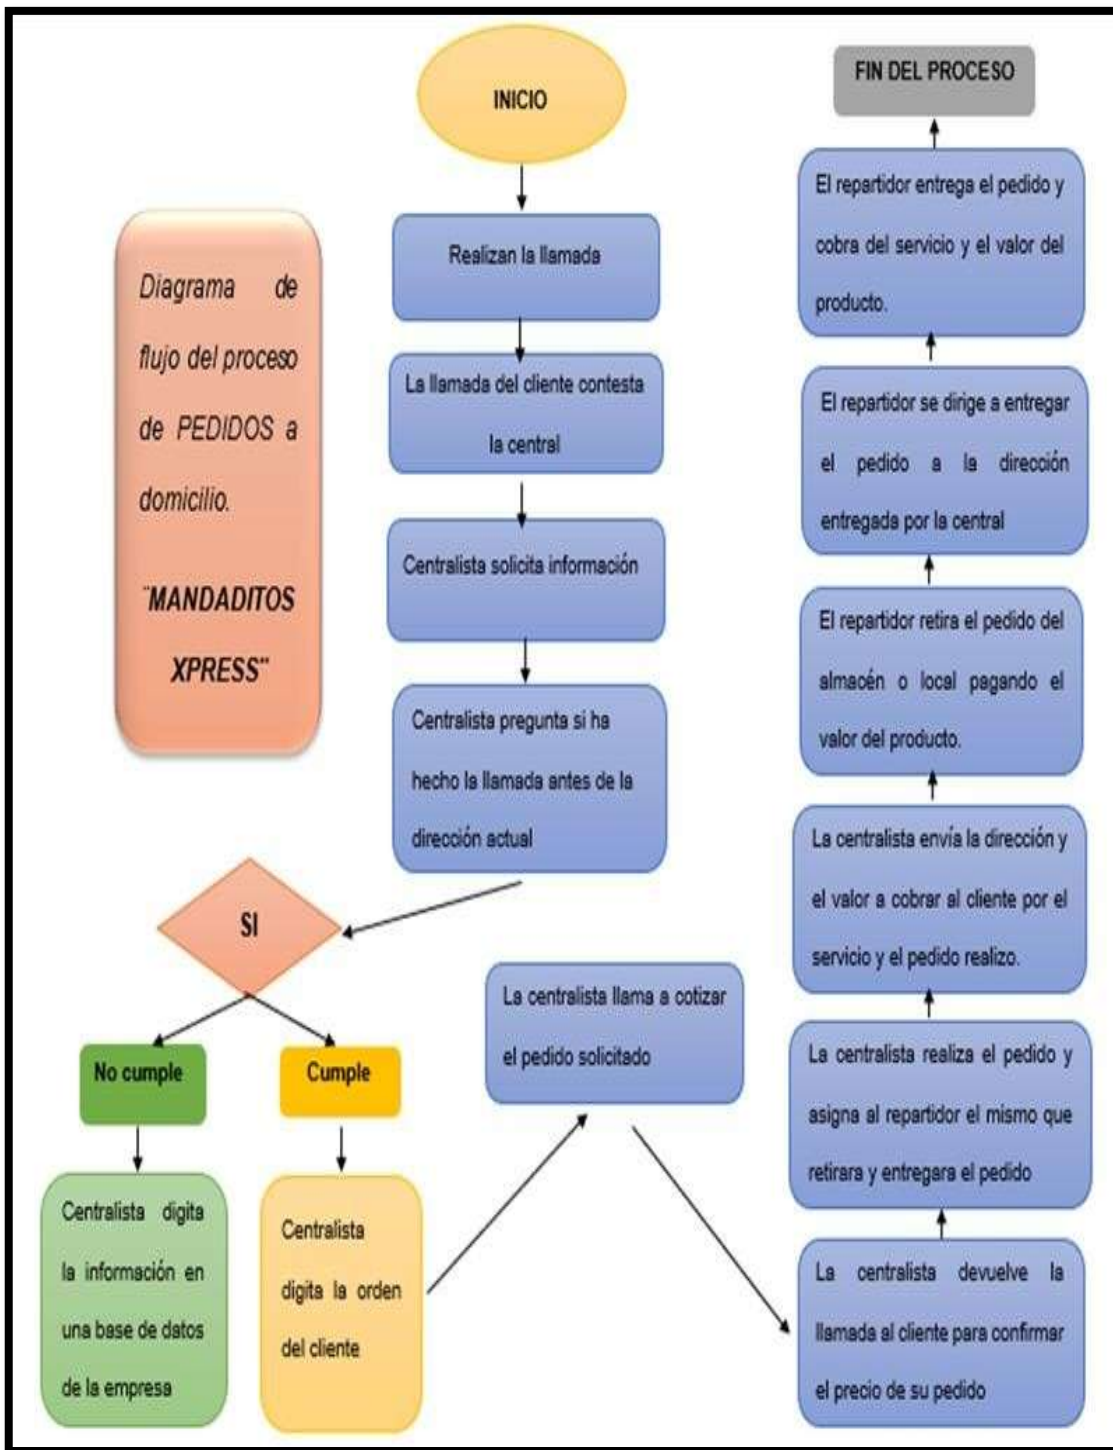 INICIO
Realizan la llamada
La llamada del cliente contesta
la central
Centralista solicita información
Centralista pregunta si ha
hecho la llamada antes de la
dirección actual
Diagrama de
flujo del proceso
de PEDIDOS a
domicilio.
¨MANDADITOS
XPRESS¨
SI
No cumple
Cumple
Centralista digita
la información en
una base de datos
de la empresa
Centralista
digita la orden
del cliente
La centralista llama a cotizar
el pedido solicitado
La centralista devuelve la
llamada al cliente para confirmar
el precio de su pedido
La centralista realiza el pedido y
asigna al repartidor el mismo que
retirara y entregara el pedido
La centralista envía la dirección y
el valor a cobrar al cliente por el
servicio y el pedido realizo.
El repartidor retira el pedido del
almacén o local pagando el
valor del producto.
El repartidor se dirige a entregar
el pedido a la dirección
entregada por la central
El repartidor entrega el pedido y
cobra del servicio y el valor del
producto.
FIN DEL PROCESO